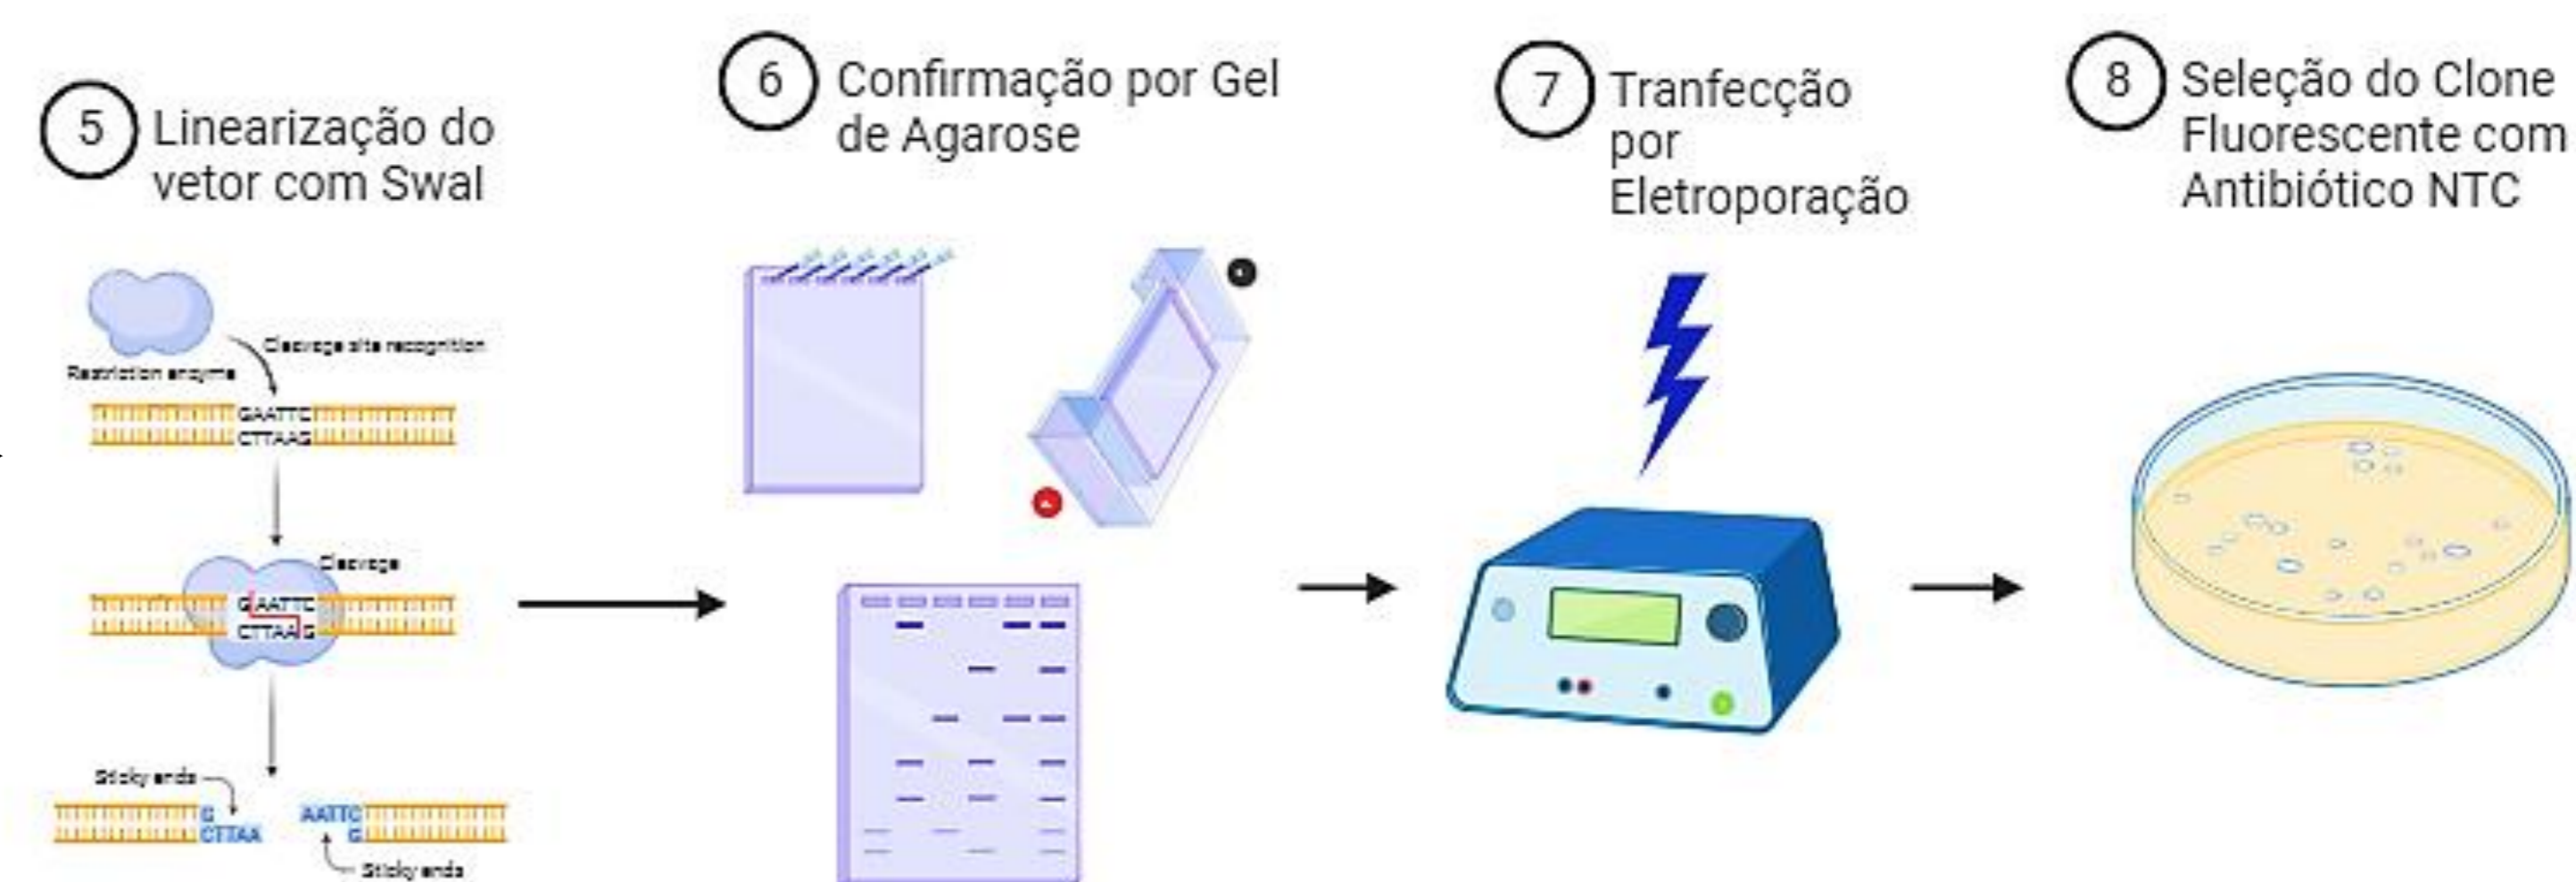 5
Linearização do
vetor com SwaI
Restriction enzyme
Cleavage site recognition
GAATTC
CTTAAG
Cleavage
GAATTC
CTTAAG
Sticky ends
G
CTTAA
AATTC
G
Sticky ends
6
Confirmação por Gel
de Agarose
7
Tranfecção
por
Eletroporação
8
Seleção do Clone
Fluorescente com
Antibiótico NTC